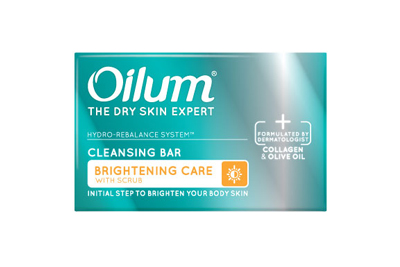 Oilum®
THE DRY SKIN EXPERT
HYDRO-REBALANCE SYSTEM™
CLEANSING BAR
BRIGHTENING CARE
WITH SCRUB
INITIAL STEP TO BRIGHTEN YOUR BODY SKIN
FORMULATED BY
DERMATOLOGIST
COLLAGEN
& OLIVE OIL